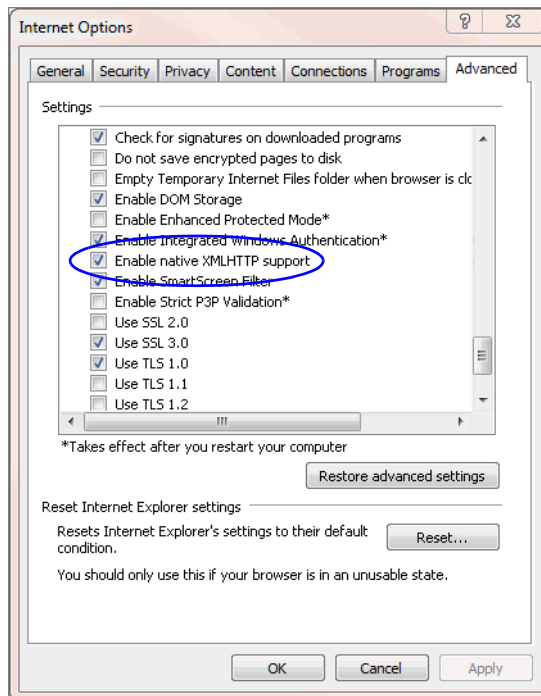 Internet Options
General Security Privacy Content Connections Programs Advanced
Settings
Check for signatures on downloaded programs
Do not save encrypted pages to disk
Empty Temporary Internet Files folder when browser is clo
Enable DOM Storage
Enable Enhanced Protected Mode*
Enable Integrated Windows Authentication*
Enable native XMLHTTP support
Enable SmartScreen Filter
Enable Strict P3P Validation*
Use SSL 2.0
Use SSL 3.0
Use TLS 1.0
Use TLS 1.1
Use TLS 1.2
*Takes effect after you restart your computer
Restore advanced settings
Reset Internet Explorer settings
Resets Internet Explorer's settings to their default
condition.
Reset...
You should only use this if your browser is in an unusable state.
OK Cancel Apply